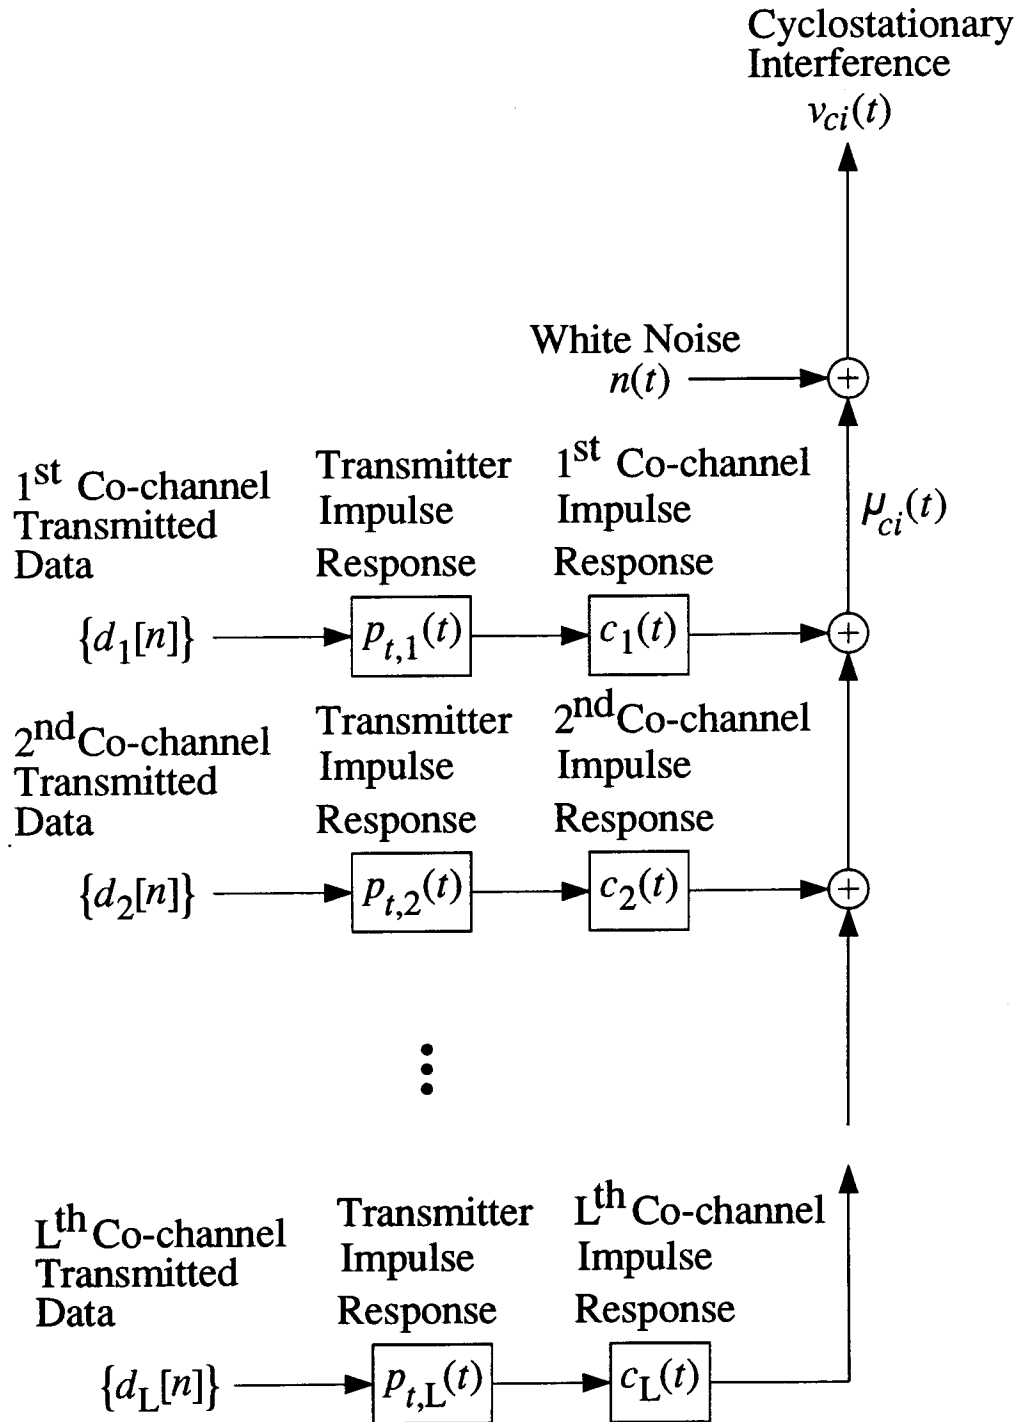 Cyclostationary
Interference
v_ci(t)
White Noise
n(t)
+
μ_ci(t)
1st Co-channel
Transmitted
Data
Transmitter
Impulse
Response
1st Co-channel
Impulse
Response
{d_1[n]}
p_t,1(t)
c_1(t)
+
2nd Co-channel
Transmitted
Data
Transmitter
Impulse
Response
2nd Co-channel
Impulse
Response
{d_2[n]}
p_t,2(t)
c_2(t)
+
Lth Co-channel
Transmitted
Data
Transmitter
Impulse
Response
Lth Co-channel
Impulse
Response
{d_L[n]}
p_t,L(t)
c_L(t)